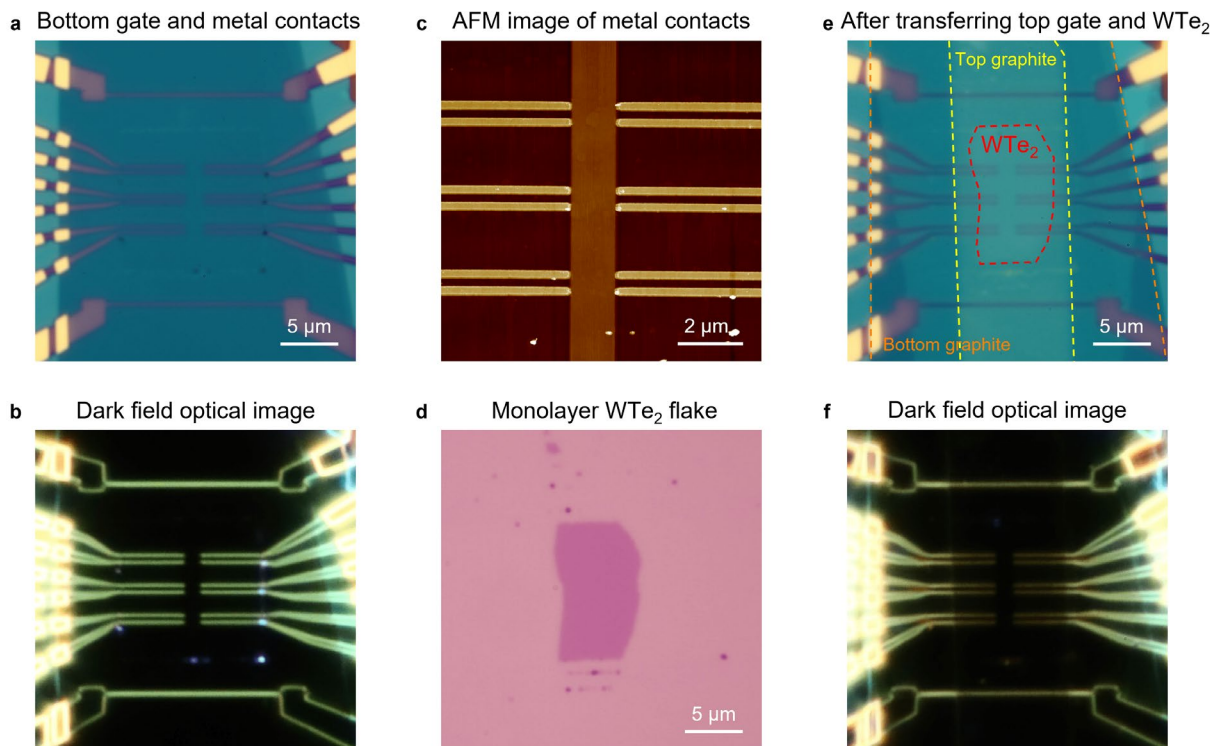 a Bottom gate and metal contacts
5 µm
b Dark field optical image
c AFM image of metal contacts
2 µm
d Monolayer WTe₂ flake
5 µm
e After transferring top gate and WTe₂
Top graphite
WTe₂
Bottom graphite
5 µm
f Dark field optical image